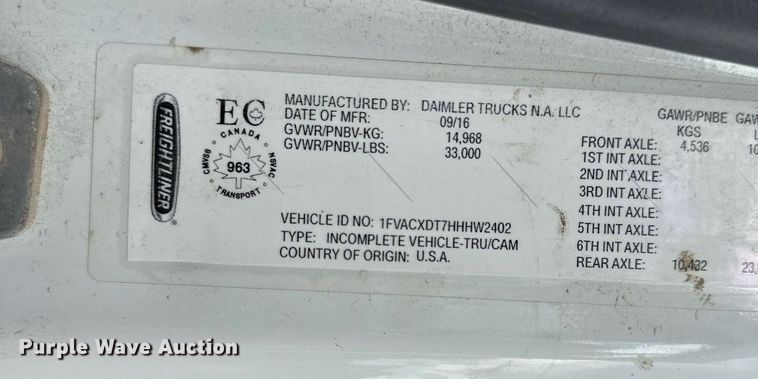 FREIGHTLINER
EC
CANADA
CMVSS 963 NSVAC
TRANSPORT
MANUFACTURED BY: DAIMLER TRUCKS N.A. LLC
DATE OF MFR: 09/16
GVWR/PNBV-KG: 14,968
GVWR/PNBV-LBS: 33,000
VEHICLE ID NO: 1FVACXDT7HHHW2402
TYPE: INCOMPLETE VEHICLE-TRU/CAM
COUNTRY OF ORIGIN: U.S.A.
GAWR/PNBE
KGS
FRONT AXLE: 4,536
1ST INT AXLE:
2ND INT AXLE:
3RD INT AXLE:
4TH INT AXLE:
5TH INT AXLE:
6TH INT AXLE:
REAR AXLE: 10,432
Purple Wave Auction